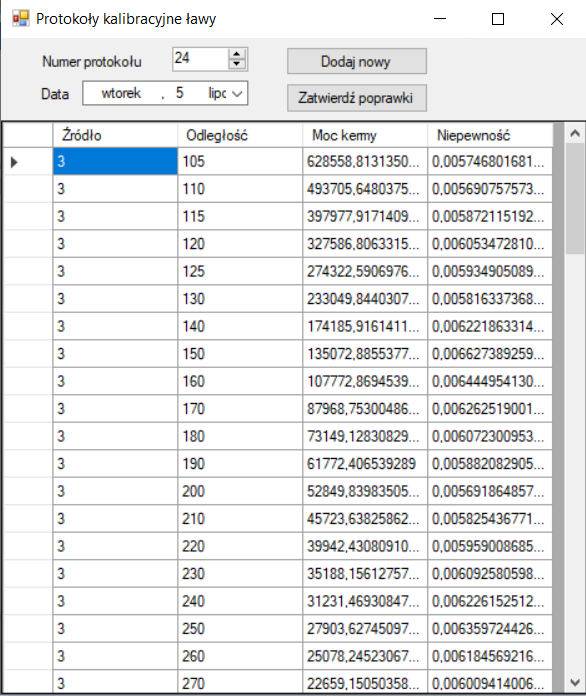 Protokoły kalibracyjne ławy
Numer protokołu 24 Dodaj nowy
Data wtorek , 5 lipc Zatwierdź poprawki
Źródło Odległość Moc kermy Niepewność
3 105 628558,8131350... 0,005746801681...
3 110 493705,6480375... 0,005690757573...
3 115 397977,9171409... 0,005872115192...
3 120 327586,8063315... 0,006053472810...
3 125 274322,5906976... 0,005934905089...
3 130 233049,8440307... 0,005816337368...
3 140 174185,9161411... 0,006221863314...
3 150 135072,8855377... 0,006627389259...
3 160 107772,8694539... 0,006444954130...
3 170 87968,75300486... 0,006262519001...
3 180 73149,12830829... 0,006072300953...
3 190 61772,406539289 0,005882082905...
3 200 52849,83983505... 0,005691864857...
3 210 45723,63825862... 0,005825436771...
3 220 39942,43080910... 0,005959008685...
3 230 35188,15612757... 0,006092580598...
3 240 31231,46930847... 0,006226152512...
3 250 27903,62745097... 0,006359724426...
3 260 25078,24523067... 0,006184569216...
3 270 22659,15050358... 0,006009414006...